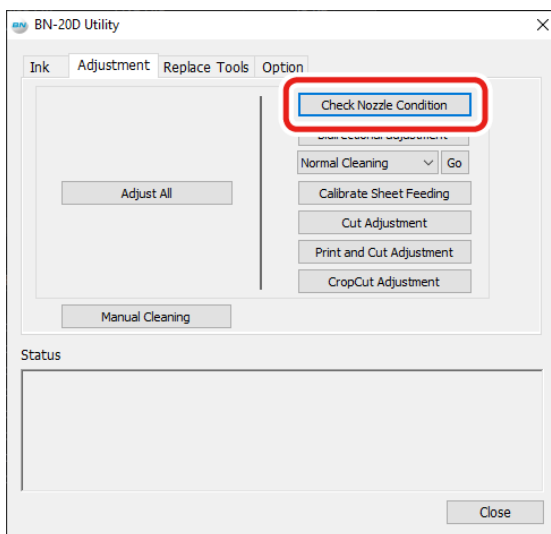 BN BN-20D Utility
Ink Adjustment Replace Tools Option
Check Nozzle Condition
Normal Cleaning Go
Adjust All
Calibrate Sheet Feeding
Cut Adjustment
Print and Cut Adjustment
CropCut Adjustment
Manual Cleaning
Status
Close